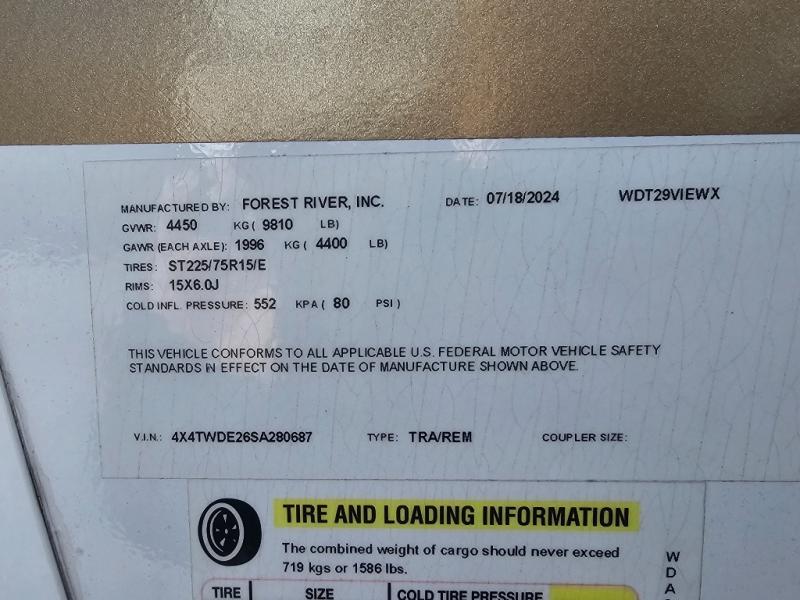 MANUFACTURED BY: FOREST RIVER, INC. DATE: 07/18/2024 WDT29VIEWX
GVWR: 4450 KG( 9810 LB)
GAWR (EACH AXLE): 1996 KG( 4400 LB)
TIRES: ST225/75R15/E
RIMS: 15X6.0J
COLD INFL. PRESSURE: 552 KPA( 80 PSI)
THIS VEHICLE CONFORMS TO ALL APPLICABLE U.S. FEDERAL MOTOR VEHICLE SAFETY
STANDARDS IN EFFECT ON THE DATE OF MANUFACTURE SHOWN ABOVE.
V.I.N.: 4X4TWDE26SA280687 TYPE: TRA/REM COUPLER SIZE:
TIRE AND LOADING INFORMATION
The combined weight of cargo should never exceed
719 kgs or 1586 lbs.
TIRE SIZE COLD TIRE PRESSURE
WDA